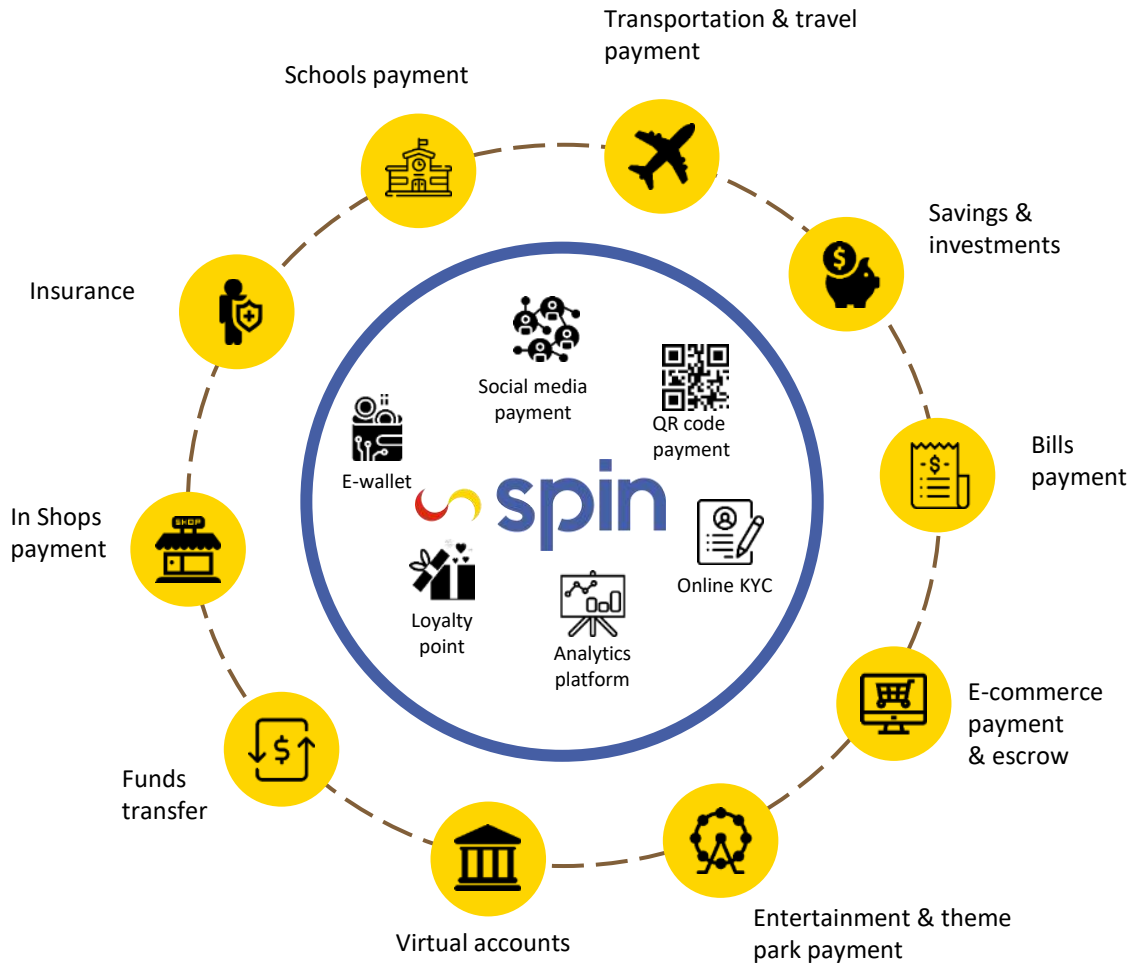 Transportation & travel
payment
Schools payment
Savings &
investments
Insurance
Social media
payment
QR code
payment
E-wallet
spin
Bills
payment
In Shops
payment
SHOP
Online KYC
Loyalty
point
Analytics
platform
E-commerce
payment
& escrow
Funds
transfer
Virtual accounts
Entertainment & theme
park payment